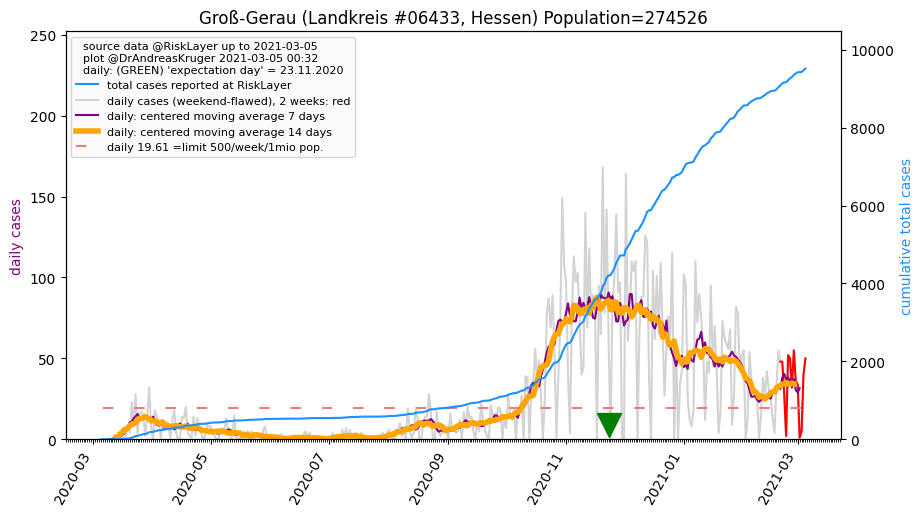 Groß-Gerau (Landkreis #06433, Hessen) Population=274526
source data @RiskLayer up to 2021-03-05
plot @DrAndreasKruger 2021-03-05 00:32
daily: (GREEN) 'expectation day' = 23.11.2020
total cases reported at RiskLayer
daily cases (weekend-flawed), 2 weeks: red
daily: centered moving average 7 days
daily: centered moving average 14 days
daily 19.61 =limit 500/week/1mio pop.
daily cases
250
200
150
100
50
0
cumulative total cases
10000
8000
6000
4000
2000
0
2020-03
2020-05
2020-07
2020-09
2020-11
2021-01
2021-03